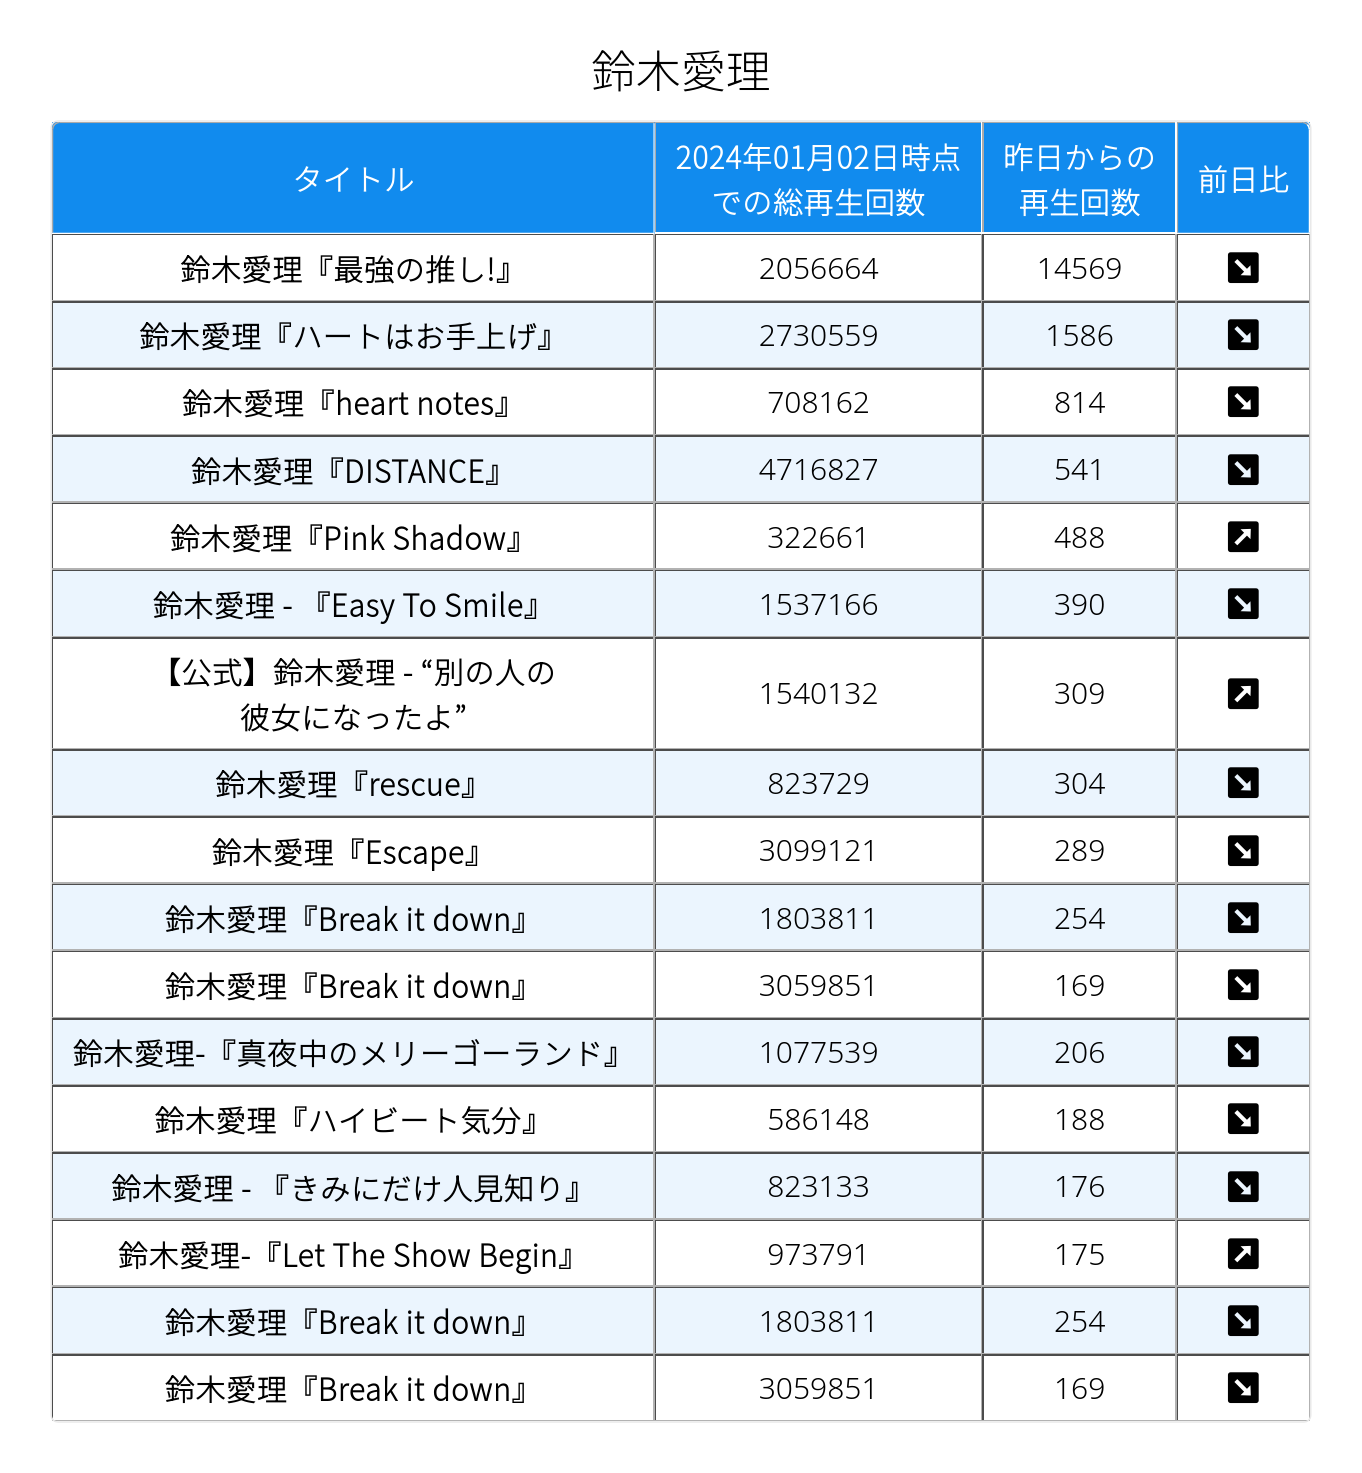 鈴木愛理
タイトル 2024年01月02日時点 での総再生回数 昨日からの 再生回数 前日比
鈴木愛理『最強の推し!』 2056664 14569 ↘
鈴木愛理『ハートはお手上げ』 2730559 1586 ↘
鈴木愛理『heart notes』 708162 814 ↘
鈴木愛理『DISTANCE』 4716827 541 ↘
鈴木愛理『Pink Shadow』 322661 488 ↗
鈴木愛理 - 『Easy To Smile』 1537166 390 ↘
【公式】鈴木愛理 - “別の人の
彼女になったよ” 1540132 309 ↗
鈴木愛理『rescue』 823729 304 ↘
鈴木愛理『Escape』 3099121 289 ↘
鈴木愛理『Break it down』 1803811 254 ↘
鈴木愛理『Break it down』 3059851 169 ↘
鈴木愛理-『真夜中のメリーゴーランド』 1077539 206 ↘
鈴木愛理『ハイビート気分』 586148 188 ↘
鈴木愛理 - 『きみにだけ人見知り』 823133 176 ↘
鈴木愛理-『Let The Show Begin』 973791 175 ↗
鈴木愛理『Break it down』 1803811 254 ↘
鈴木愛理『Break it down』 3059851 169 ↘